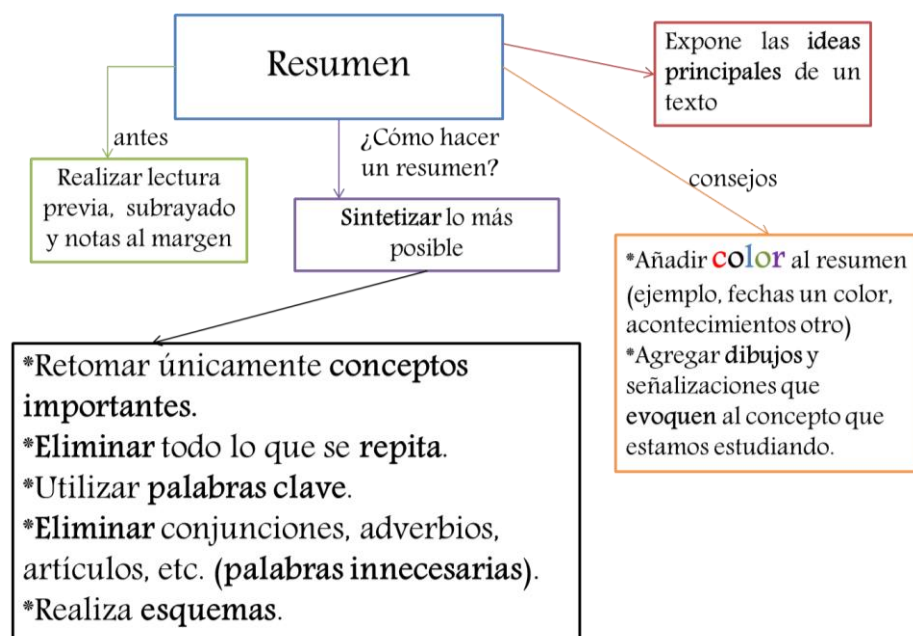 Resumen
Expone las ideas
principales de un
texto
antes
Realizar lectura
previa, subrayado
y notas al margen
¿Cómo hacer
un resumen?
Sintetizar lo más
posible
consejos
*Añadir color al resumen
(ejemplo, fechas un color,
acontecimientos otro)
*Agregar dibujos y
señalizaciones que
evoquen al concepto que
estamos estudiando.
*Retomar únicamente conceptos
importantes.
*Eliminar todo lo que se repita.
*Utilizar palabras clave.
*Eliminar conjunciones, adverbios,
artículos, etc. (palabras innecesarias).
*Realiza esquemas.